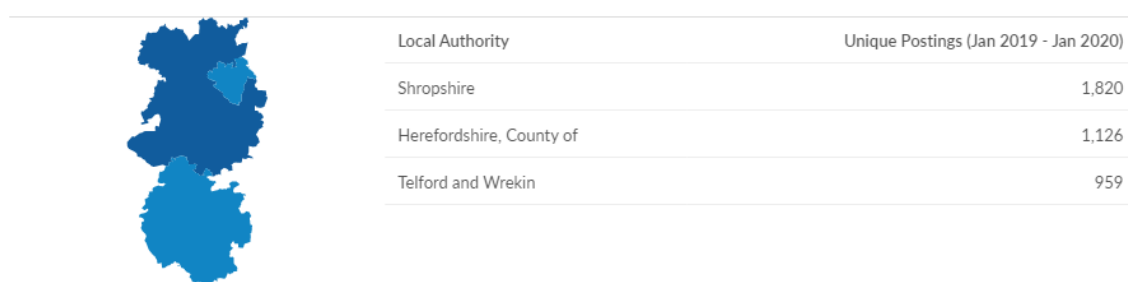 Local Authority Unique Postings (Jan 2019 - Jan 2020)
Shropshire 1,820
Herefordshire, County of 1,126
Telford and Wrekin 959